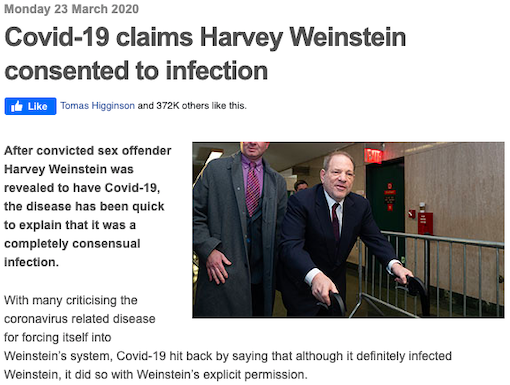 Monday 23 March 2020
Covid-19 claims Harvey Weinstein
consented to infection
Like Tomas Higginson and 372K others like this.
After convicted sex offender
Harvey Weinstein was
revealed to have Covid-19,
the disease has been quick
to explain that it was a
completely consensual
infection.
EXIT
With many criticising the
coronavirus related disease
for forcing itself into
Weinstein's system, Covid-19 hit back by saying that although it definitely infected
Weinstein, it did so with Weinstein's explicit permission.